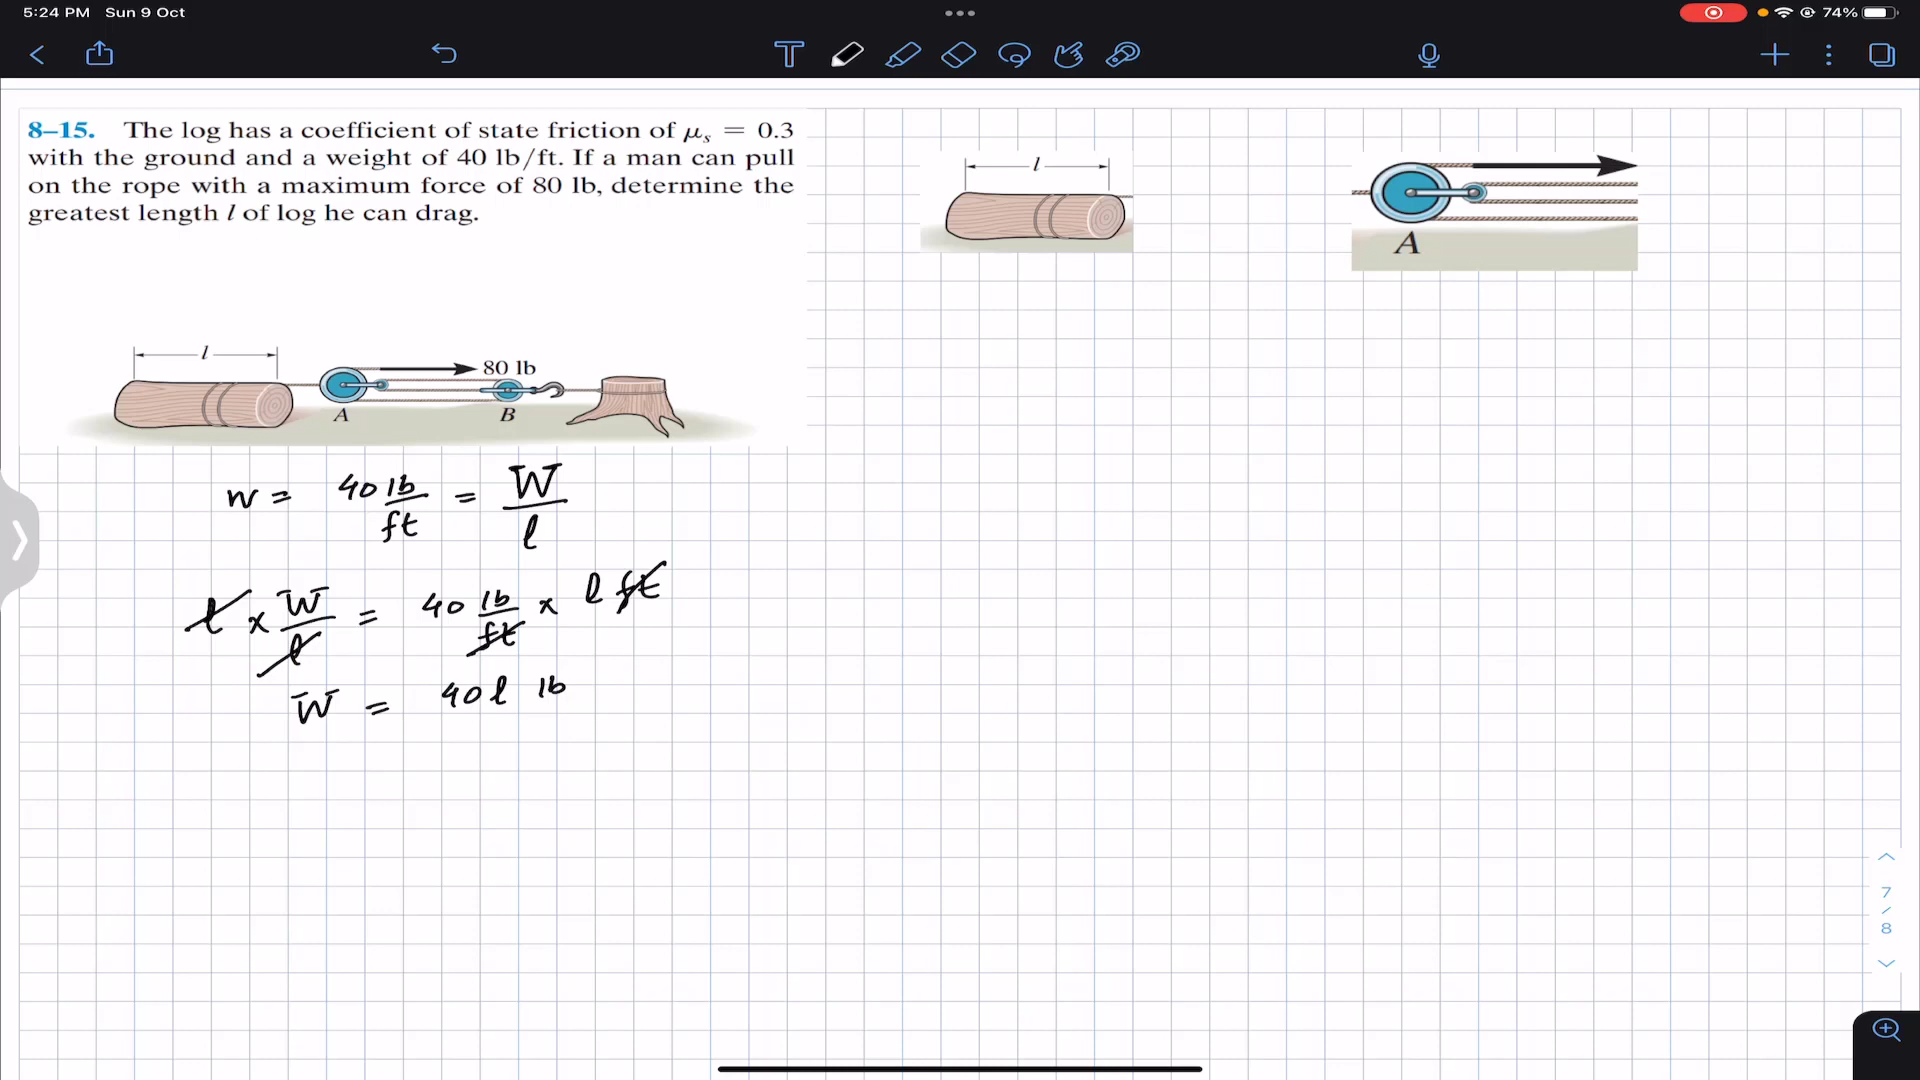 5:24 PM Sun 9 Oct
74%
8–15. The log has a coefficient of state friction of μs = 0.3
with the ground and a weight of 40 lb/ft. If a man can pull
on the rope with a maximum force of 80 lb, determine the
greatest length l of log he can drag.
l
80 lb
A
B
l
A
w = 40 lb/ft = W/l
l × W/l = 40 lb/ft × l ft
W = 40 l lb
7
/
8